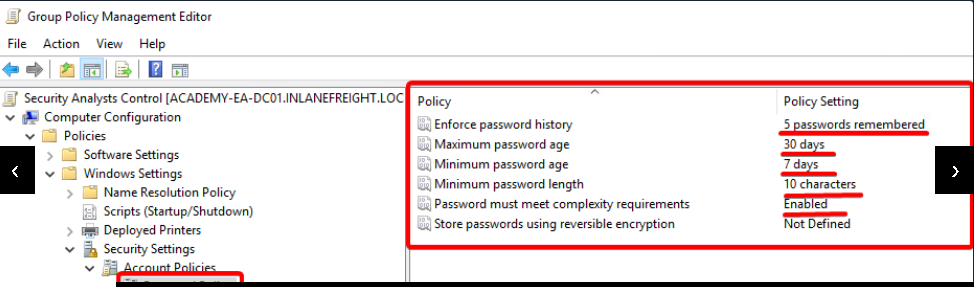 Group Policy Management Editor
File Action View Help
Security Analysts Control [ACADEMY-EA-DC01.INLANEFREIGHT.LOC
Computer Configuration
Policies
Software Settings
Windows Settings
Name Resolution Policy
Scripts (Startup/Shutdown)
Deployed Printers
Security Settings
Account Policies
Policy Policy Setting
Enforce password history 5 passwords remembered
Maximum password age 30 days
Minimum password age 7 days
Minimum password length 10 characters
Password must meet complexity requirements Enabled
Store passwords using reversible encryption Not Defined